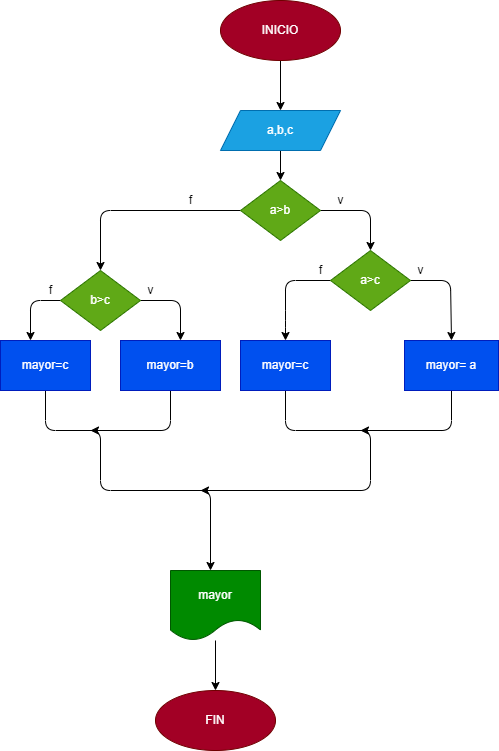 INICIO
a,b,c
a>b
f
v
b>c
f
v
a>c
f
v
mayor=c
mayor=b
mayor=c
mayor= a
mayor
FIN